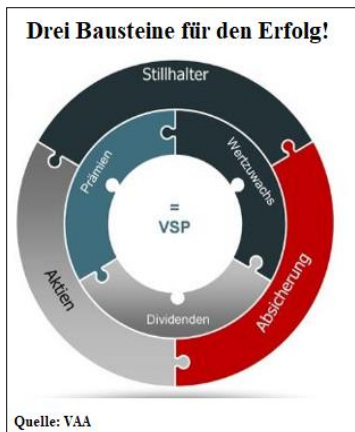 Drei Bausteine für den Erfolg!
Stillhalter
Prämien
Wertzuwachs
=
VSP
Aktien
Absicherung
Dividenden
Quelle: VAA